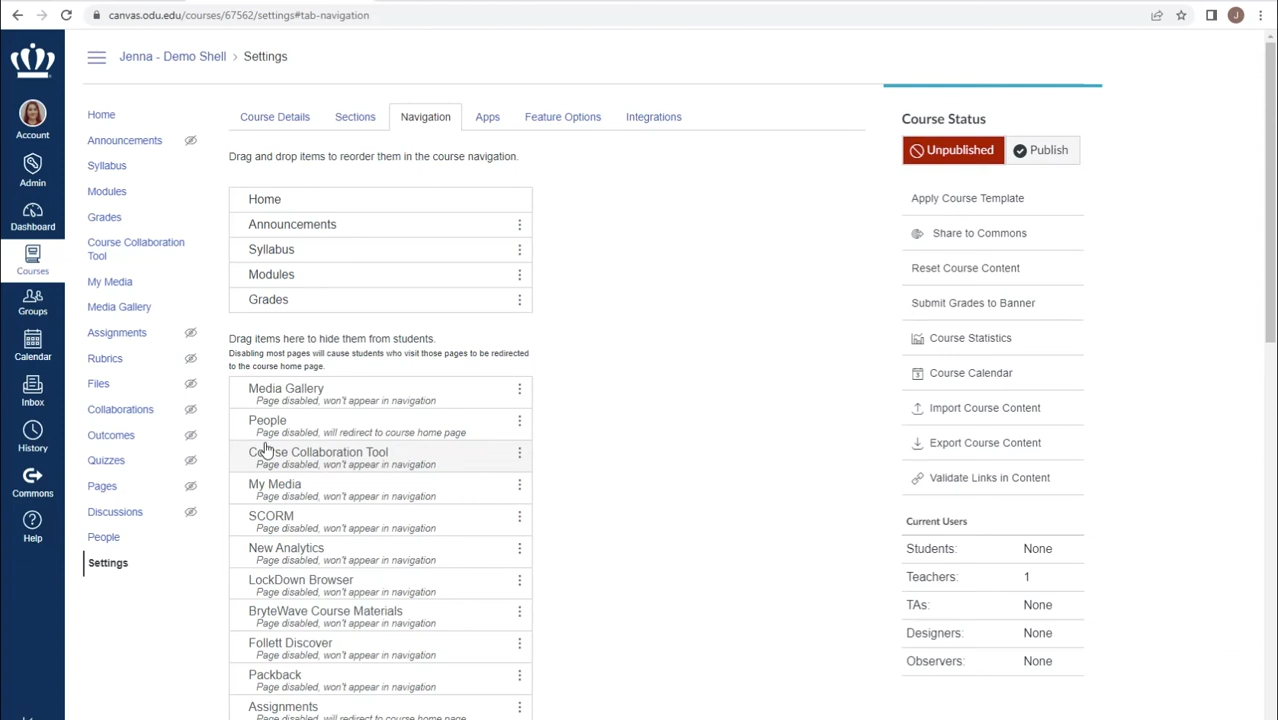 canvas.odu.edu/courses/67562/settings#tab-navigation
J
Jenna - Demo Shell > Settings
Account
Admin
Dashboard
Courses
Groups
Calendar
Inbox
History
Commons
Help
Home
Announcements
Syllabus
Modules
Grades
Course Collaboration
Tool
My Media
Media Gallery
Assignments
Rubrics
Files
Collaborations
Outcomes
Quizzes
Pages
Discussions
People
Settings
Course Details Sections Navigation Apps Feature Options Integrations
Drag and drop items to reorder them in the course navigation.
Home
Announcements
Syllabus
Modules
Grades
Drag items here to hide them from students.
Disabling most pages will cause students who visit those pages to be redirected
to the course home page.
Media Gallery
Page disabled, won't appear in navigation
People
Page disabled, will redirect to course home page
Course Collaboration Tool
Page disabled, won't appear in navigation
My Media
Page disabled, won't appear in navigation
SCORM
Page disabled, won't appear in navigation
New Analytics
Page disabled, won't appear in navigation
LockDown Browser
Page disabled, won't appear in navigation
BryteWave Course Materials
Page disabled, won't appear in navigation
Follett Discover
Page disabled, won't appear in navigation
Packback
Page disabled, won't appear in navigation
Assignments
Page disabled, will redirect to course home page
Course Status
Unpublished Publish
Apply Course Template
Share to Commons
Reset Course Content
Submit Grades to Banner
Course Statistics
Course Calendar
Import Course Content
Export Course Content
Validate Links in Content
Current Users
Students: None
Teachers: 1
TAs: None
Designers: None
Observers: None